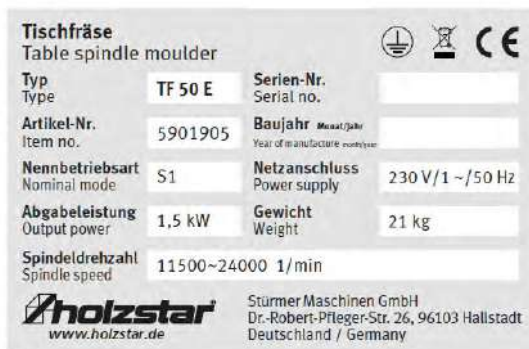 Tischfräse
Table spindle moulder
CE
Typ
Type
TF 50 E
Serien-Nr.
Serial no.
Artikel-Nr.
Item no.
5901905
Baujahr Monat/Jahr
Year of manufacture month/year
Nennbetriebsart
Nominal mode
S1
Netzanschluss
Power supply
230 V/1 ~/50 Hz
Abgabeleistung
Output power
1,5 kW
Gewicht
Weight
21 kg
Spindeldrehzahl
Spindle speed
11500~24000 1/min
holzstar
www.holzstar.de
Stürmer Maschinen GmbH
Dr.-Robert-Pfleger-Str. 26, 96103 Hallstadt
Deutschland / Germany